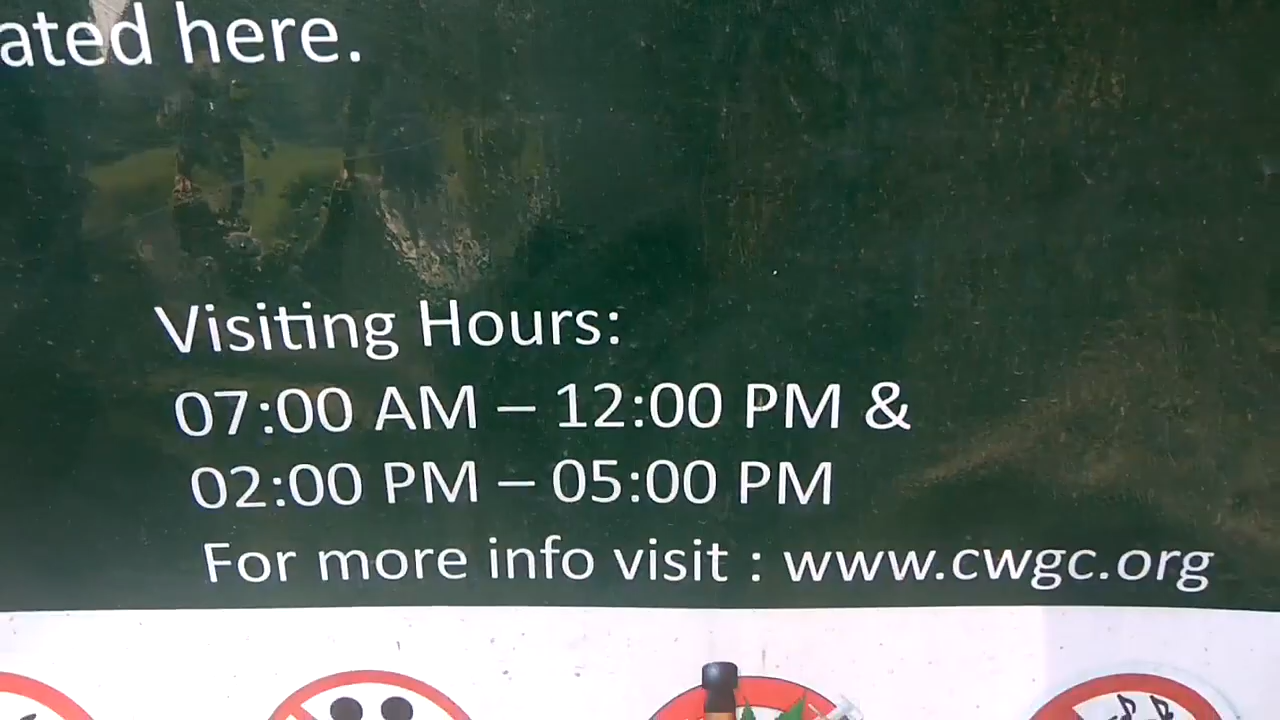 ated here.
Visiting Hours:
07:00 AM – 12:00 PM &
02:00 PM – 05:00 PM
For more info visit : www.cwgc.org